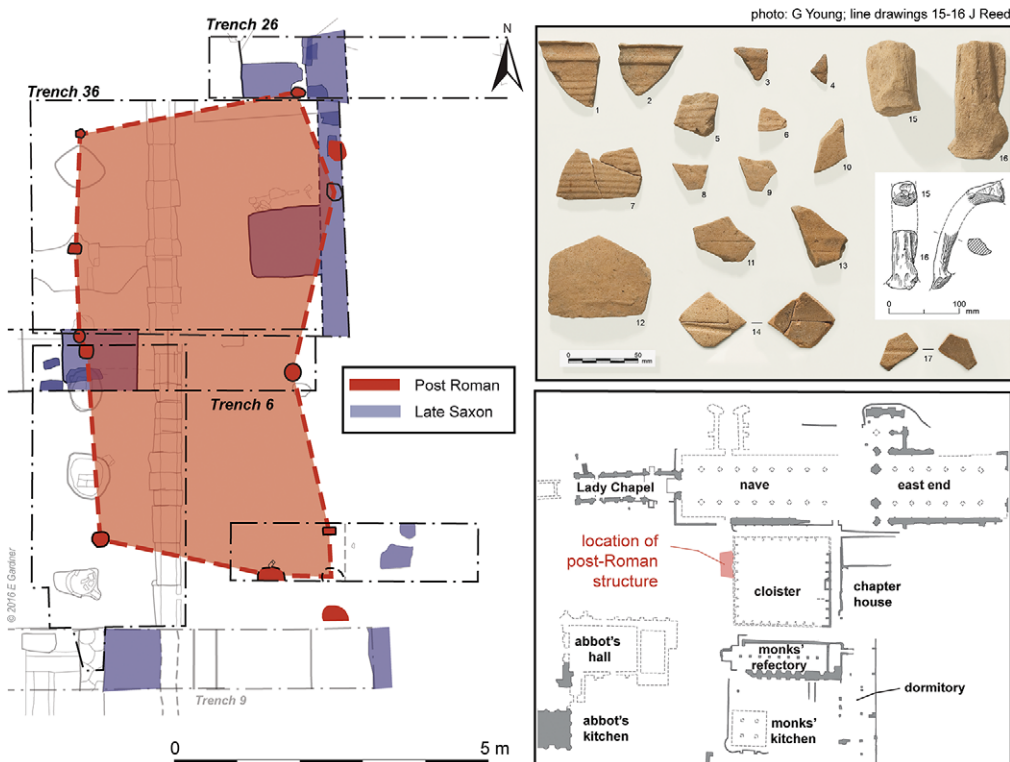 photo: G Young; line drawings 15-16 J Reed
Trench 26
N
Trench 36
Trench 6
Post Roman
Late Saxon
© 2016 E Gardner
Trench 9
0
5 m
1
2
3
4
5
6
7
8
9
10
11
12
13
14
15
16
15
16
0
100
mm
17
0
50
mm
Lady Chapel
nave
east end
location of
post-Roman
structure
cloister
chapter
house
abbot's
hall
monks'
refectory
dormitory
abbot's
kitchen
monks'
kitchen